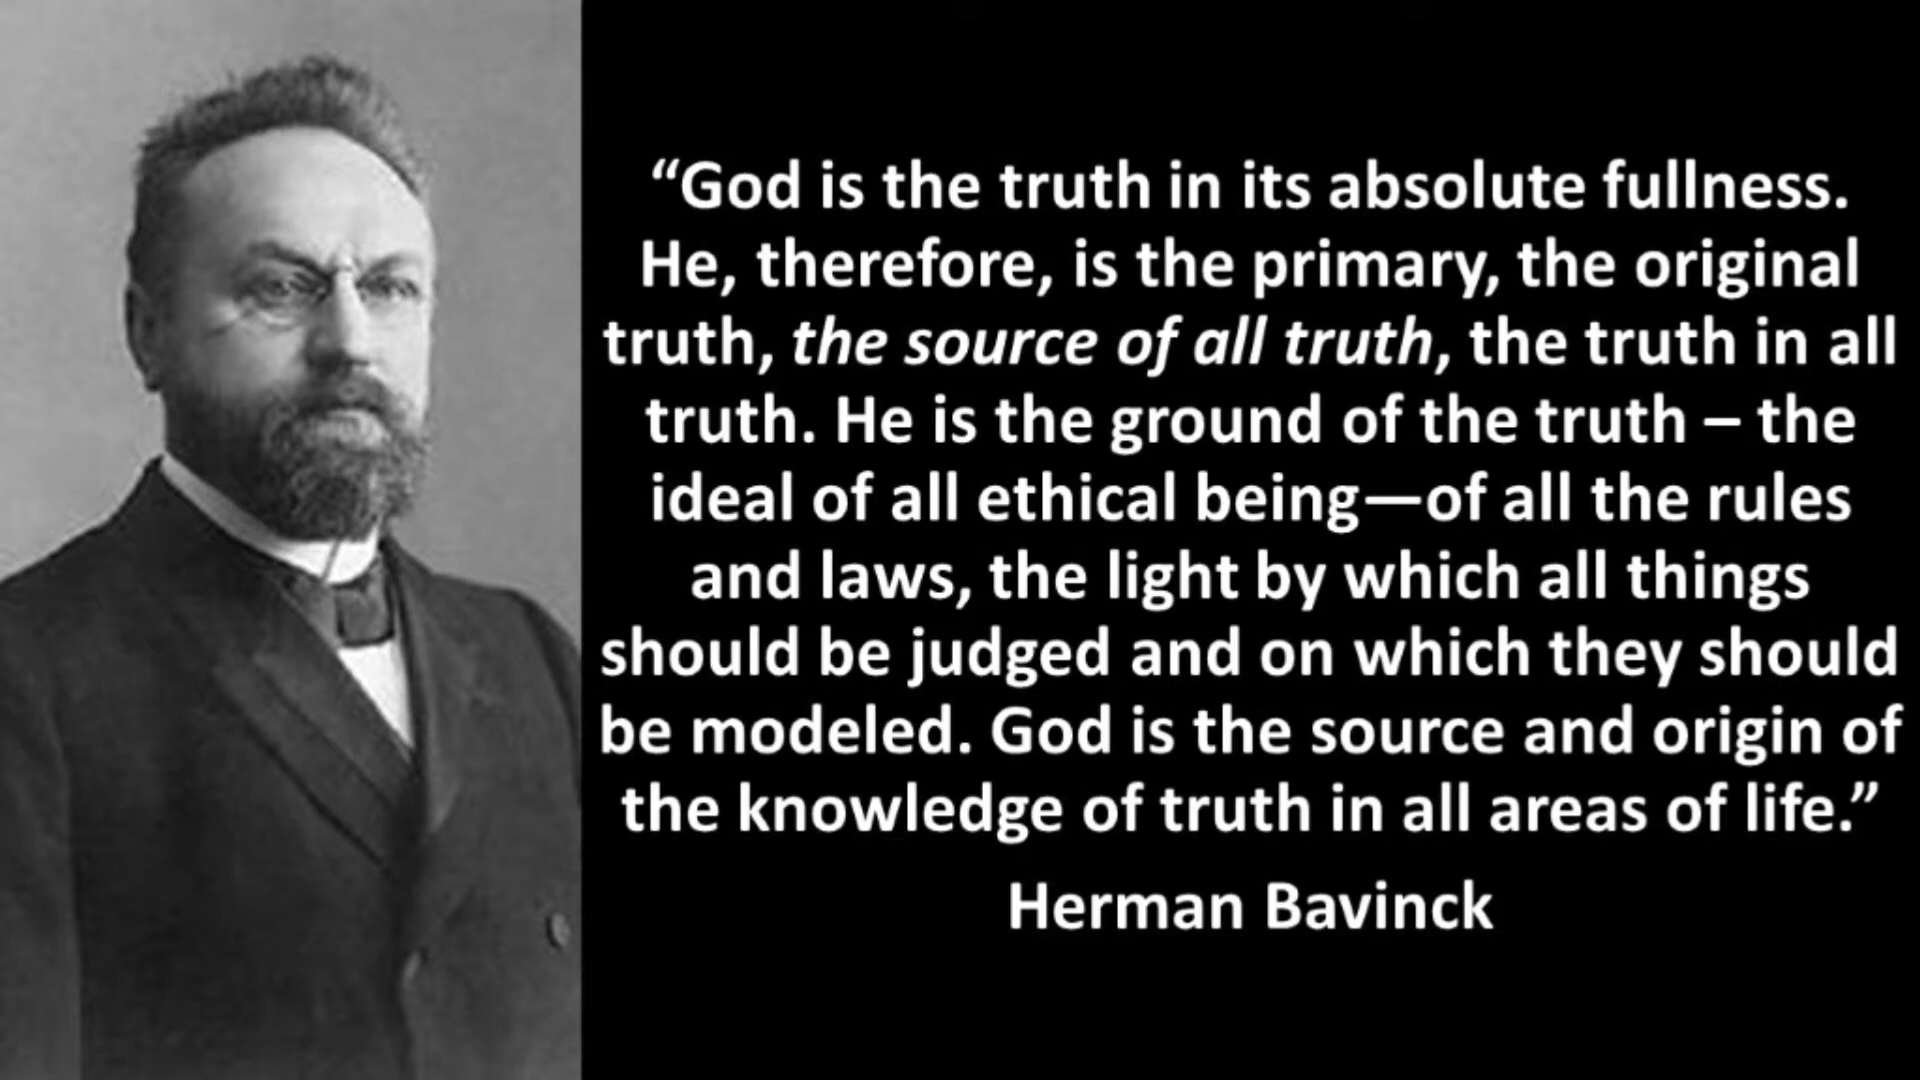 “God is the truth in its absolute fullness.
He, therefore, is the primary, the original
truth, the source of all truth, the truth in all
truth. He is the ground of the truth – the
ideal of all ethical being—of all the rules
and laws, the light by which all things
should be judged and on which they should
be modeled. God is the source and origin of
the knowledge of truth in all areas of life.”
Herman Bavinck